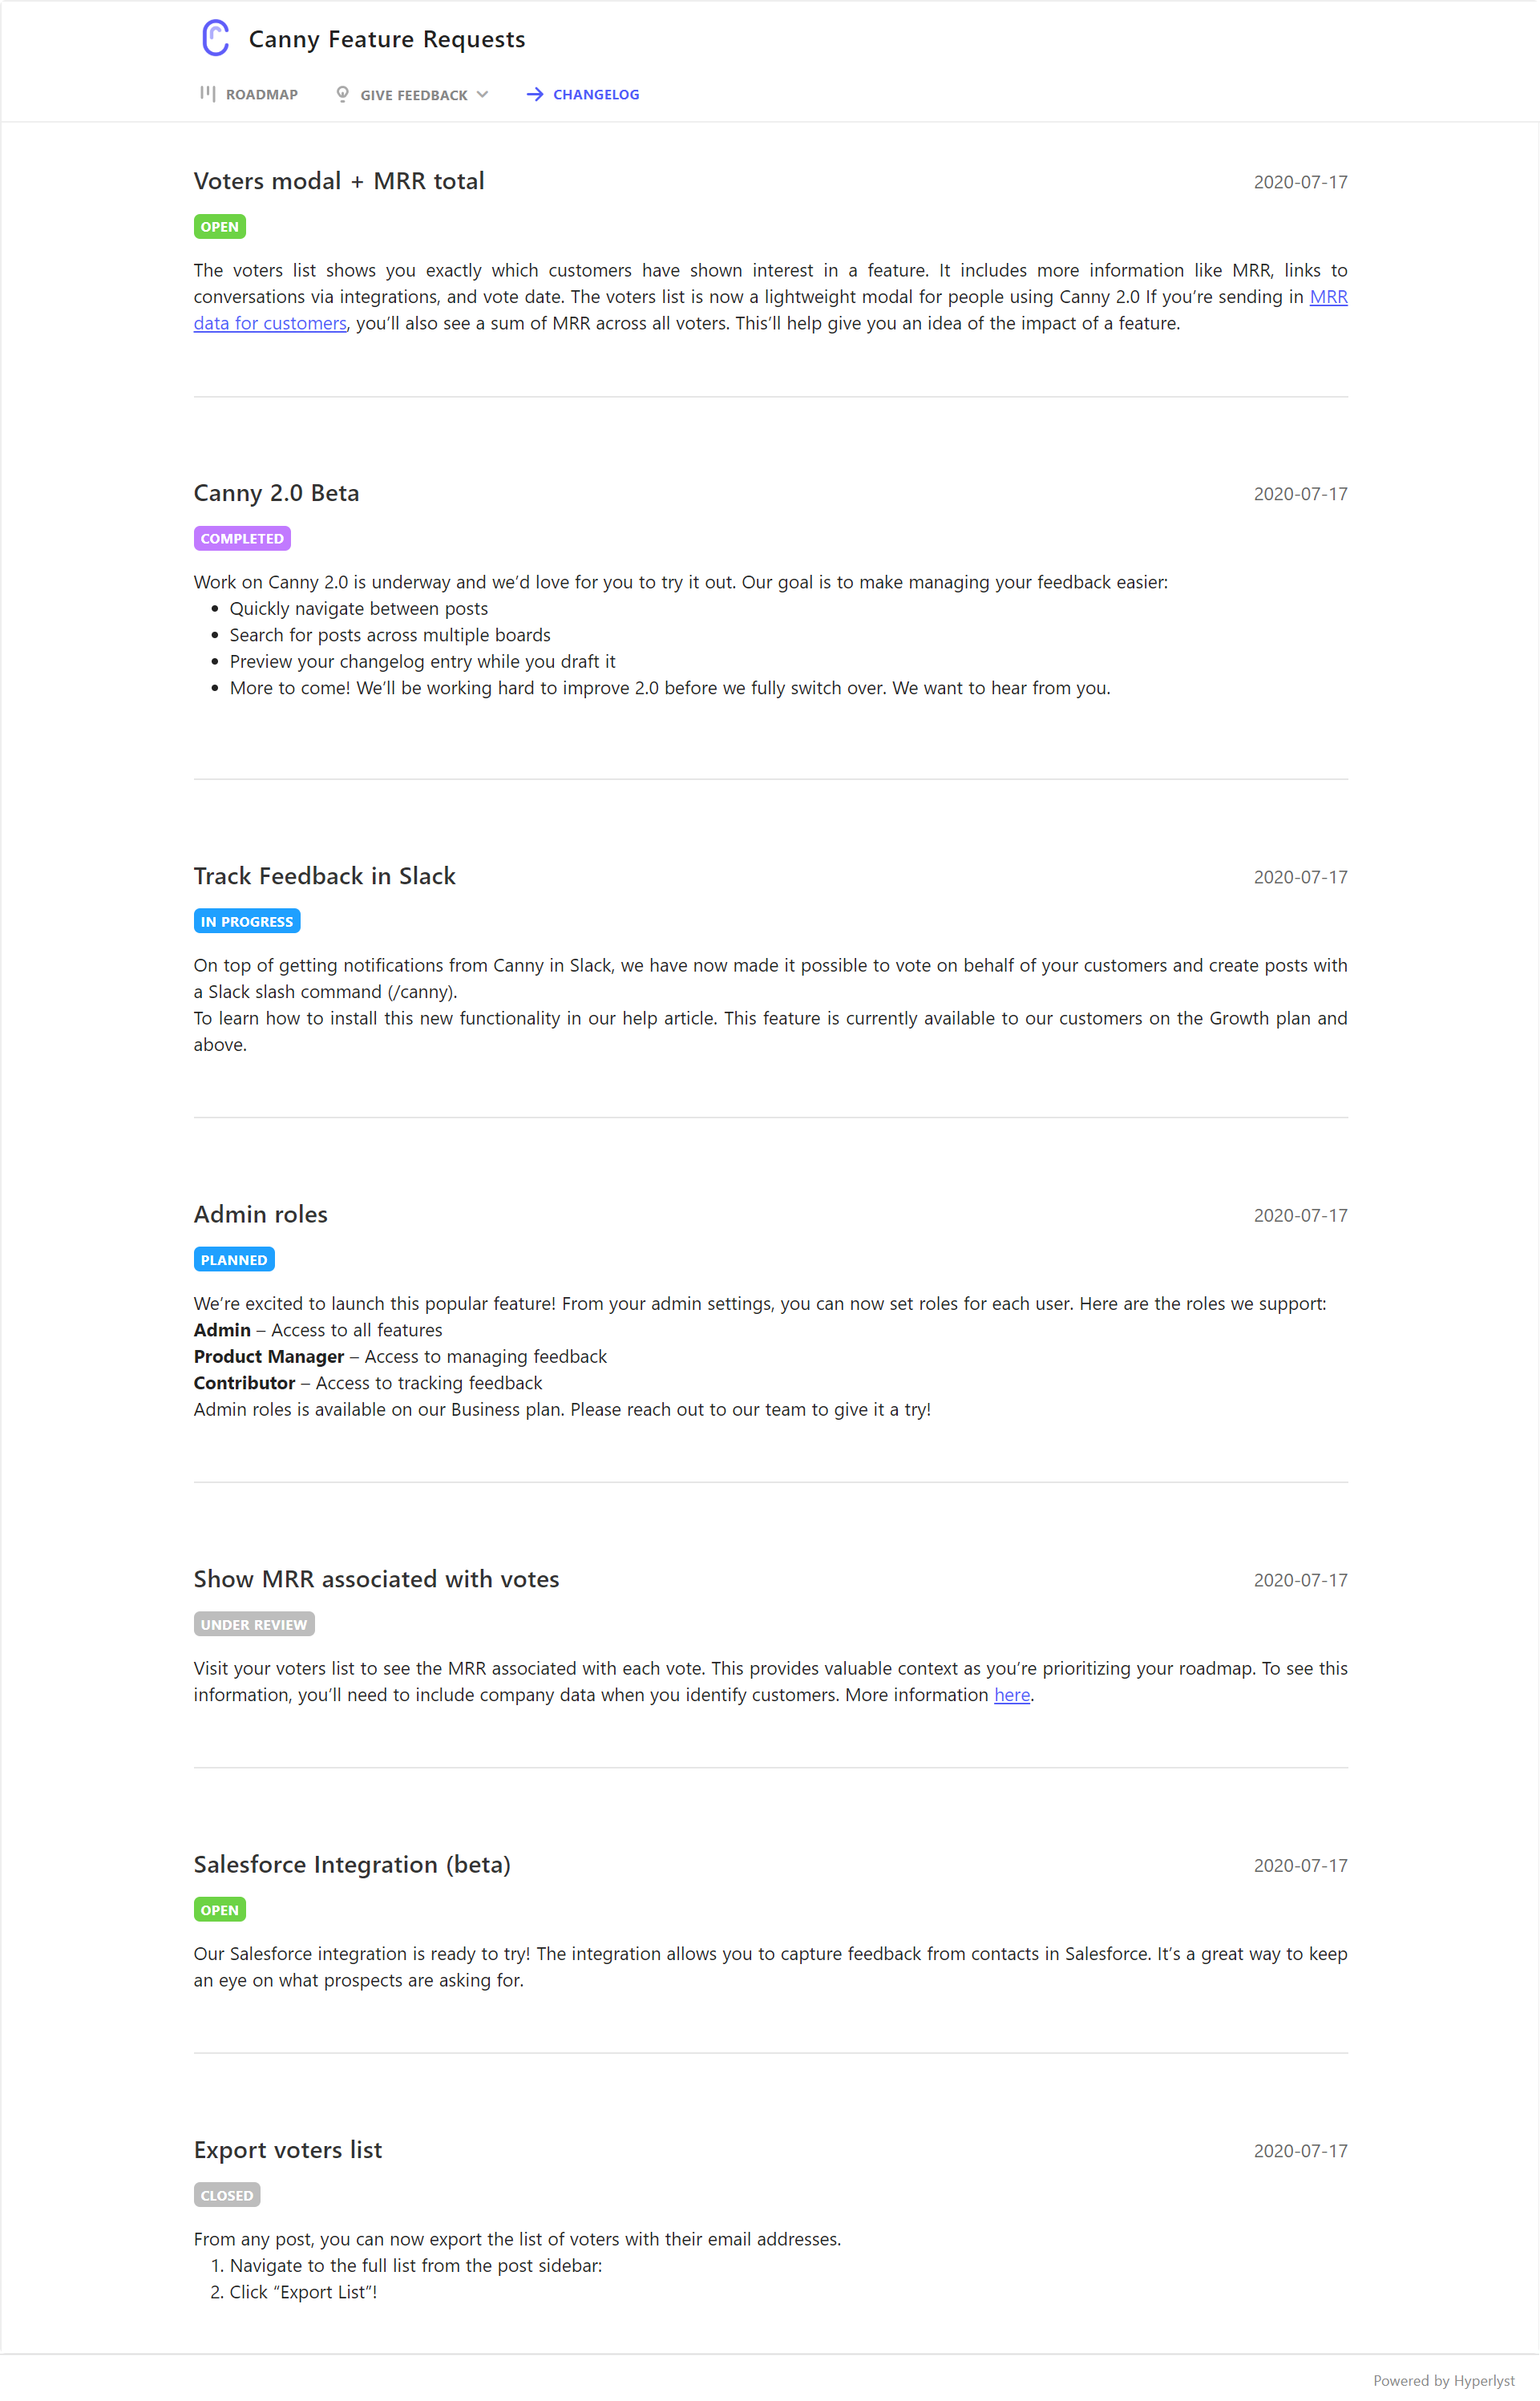 Canny Feature Requests
ROADMAP GIVE FEEDBACK CHANGELOG
Voters modal + MRR total 2020-07-17
OPEN
The voters list shows you exactly which customers have shown interest in a feature. It includes more information like MRR, links to
conversations via integrations, and vote date. The voters list is now a lightweight modal for people using Canny 2.0 If you’re sending in MRR
data for customers, you’ll also see a sum of MRR across all voters. This’ll help give you an idea of the impact of a feature.
Canny 2.0 Beta 2020-07-17
COMPLETED
Work on Canny 2.0 is underway and we’d love for you to try it out. Our goal is to make managing your feedback easier:
• Quickly navigate between posts
• Search for posts across multiple boards
• Preview your changelog entry while you draft it
• More to come! We’ll be working hard to improve 2.0 before we fully switch over. We want to hear from you.
Track Feedback in Slack 2020-07-17
IN PROGRESS
On top of getting notifications from Canny in Slack, we have now made it possible to vote on behalf of your customers and create posts with
a Slack slash command (/canny).
To learn how to install this new functionality in our help article. This feature is currently available to our customers on the Growth plan and
above.
Admin roles 2020-07-17
PLANNED
We’re excited to launch this popular feature! From your admin settings, you can now set roles for each user. Here are the roles we support:
Admin – Access to all features
Product Manager – Access to managing feedback
Contributor – Access to tracking feedback
Admin roles is available on our Business plan. Please reach out to our team to give it a try!
Show MRR associated with votes 2020-07-17
UNDER REVIEW
Visit your voters list to see the MRR associated with each vote. This provides valuable context as you’re prioritizing your roadmap. To see this
information, you’ll need to include company data when you identify customers. More information here.
Salesforce Integration (beta) 2020-07-17
OPEN
Our Salesforce integration is ready to try! The integration allows you to capture feedback from contacts in Salesforce. It’s a great way to keep
an eye on what prospects are asking for.
Export voters list 2020-07-17
CLOSED
From any post, you can now export the list of voters with their email addresses.
1. Navigate to the full list from the post sidebar:
2. Click “Export List”!
Powered by Hyperlyst